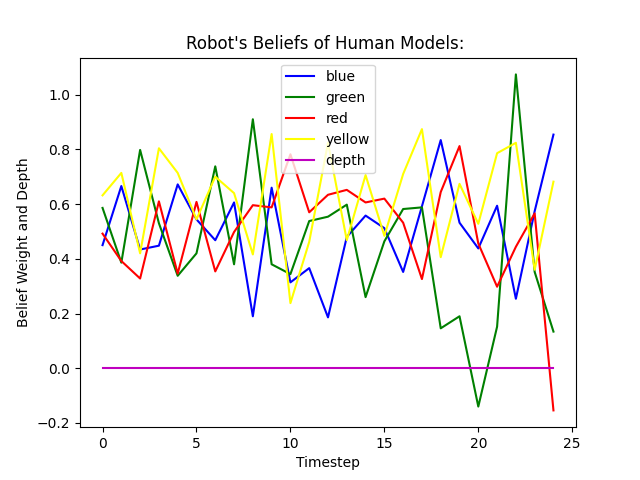 Robot's Beliefs of Human Models:
blue
green
red
yellow
depth
Belief Weight and Depth
1.0
0.8
0.6
0.4
0.2
0.0
−0.2
0
5
10
15
20
25
Timestep